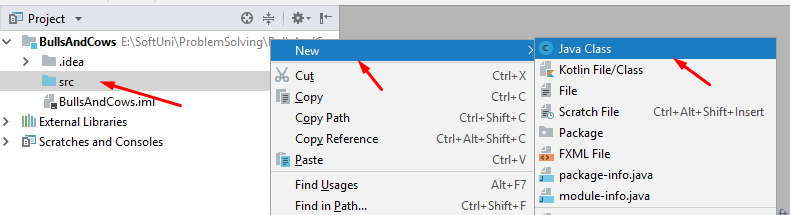 Project
BullsAndCows E:\SoftUni\ProblemSolving\
.idea
src
BullsAndCows.iml
External Libraries
Scratches and Consoles
New
Cut Ctrl+X
Copy Ctrl+C
Copy Path Ctrl+Shift+C
Copy Reference Ctrl+Alt+Shift+C
Paste Ctrl+V
Find Usages Alt+F7
Find in Path... Ctrl+Shift+F
Java Class
Kotlin File/Class
File
Scratch File Ctrl+Alt+Shift+Insert
Package
FXML File
package-info.java
module-info.java